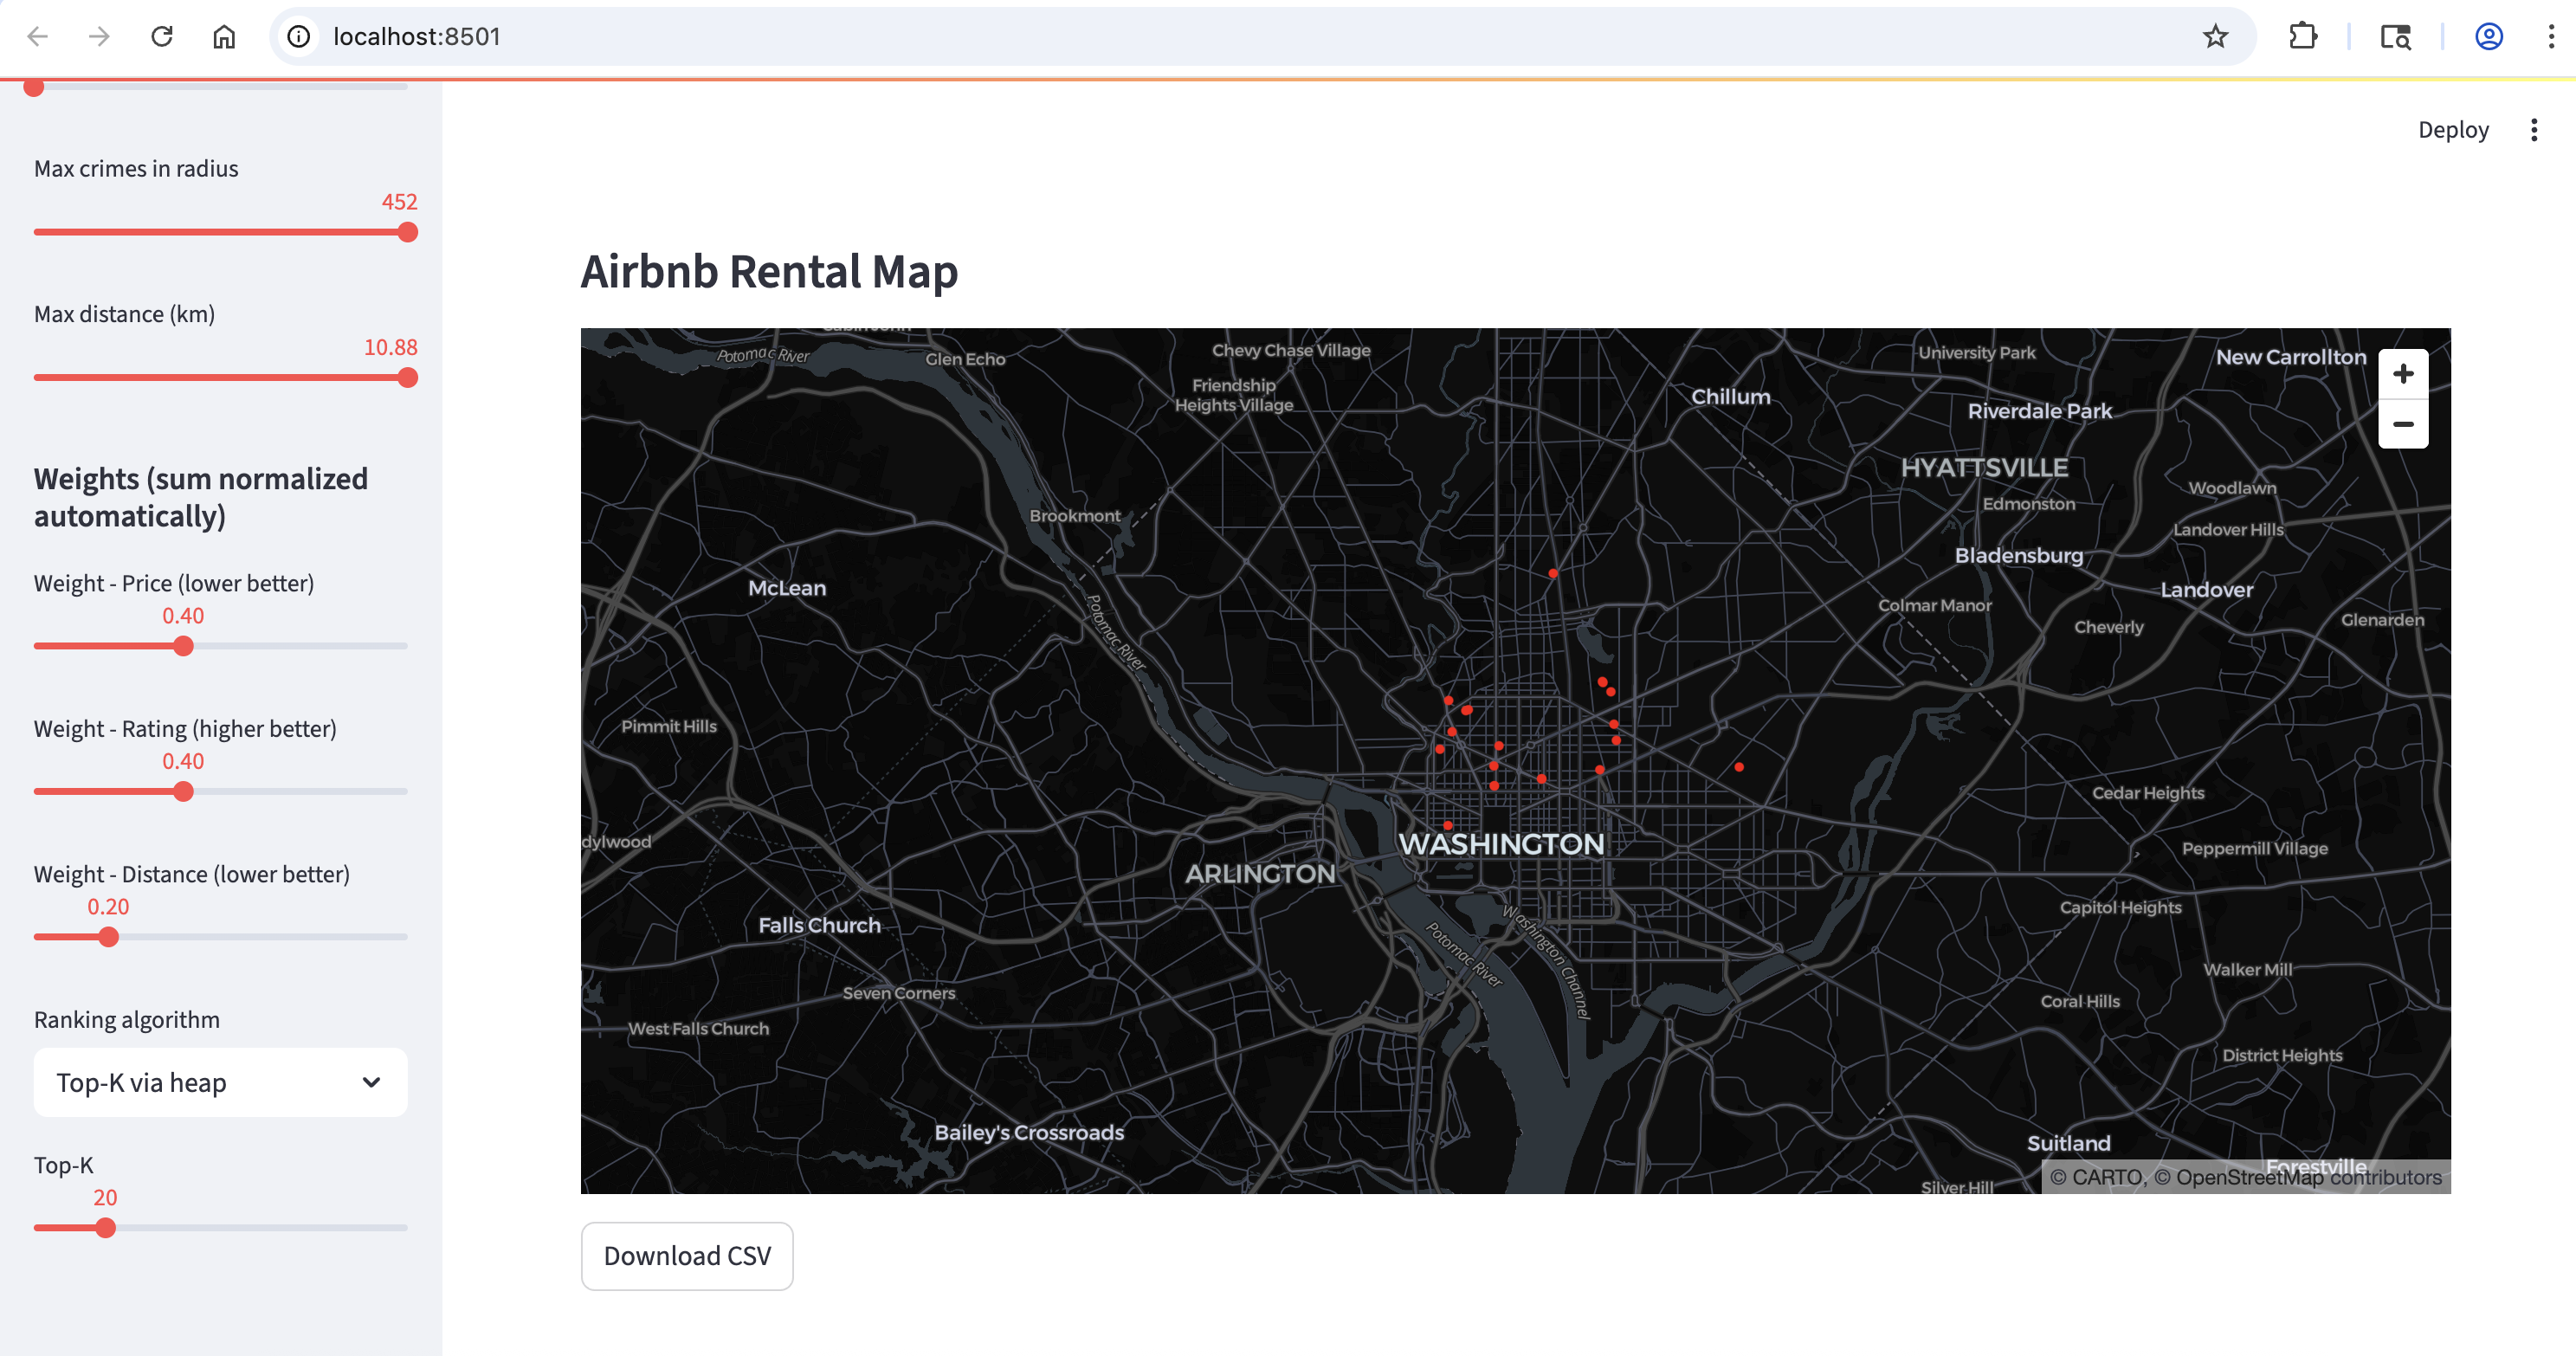 localhost:8501
Deploy
Max crimes in radius
452
Max distance (km)
10.88
Weights (sum normalized
automatically)
Weight - Price (lower better)
0.40
Weight - Rating (higher better)
0.40
Weight - Distance (lower better)
0.20
Ranking algorithm
Top-K via heap
Top-K
20
Airbnb Rental Map
Cabin John
Potomac River
Glen Echo
Chevy Chase Village
Friendship
Heights Village
University Park
New Carrollton
Chillum
Riverdale Park
HYATTSVILLE
Edmonston
Woodlawn
Landover Hills
Brookmont
Bladensburg
McLean
Landover
Colmar Manor
Cheverly
Glenarden
Potomac River
Pimmit Hills
Cedar Heights
dylwood
WASHINGTON
Peppermill Village
ARLINGTON
Capitol Heights
Falls Church
Potomac River
Washington Channel
Walker Mill
Seven Corners
Coral Hills
West Falls Church
District Heights
Bailey's Crossroads
Suitland
Forestville
Silver Hill
© CARTO, © OpenStreetMap contributors
Download CSV